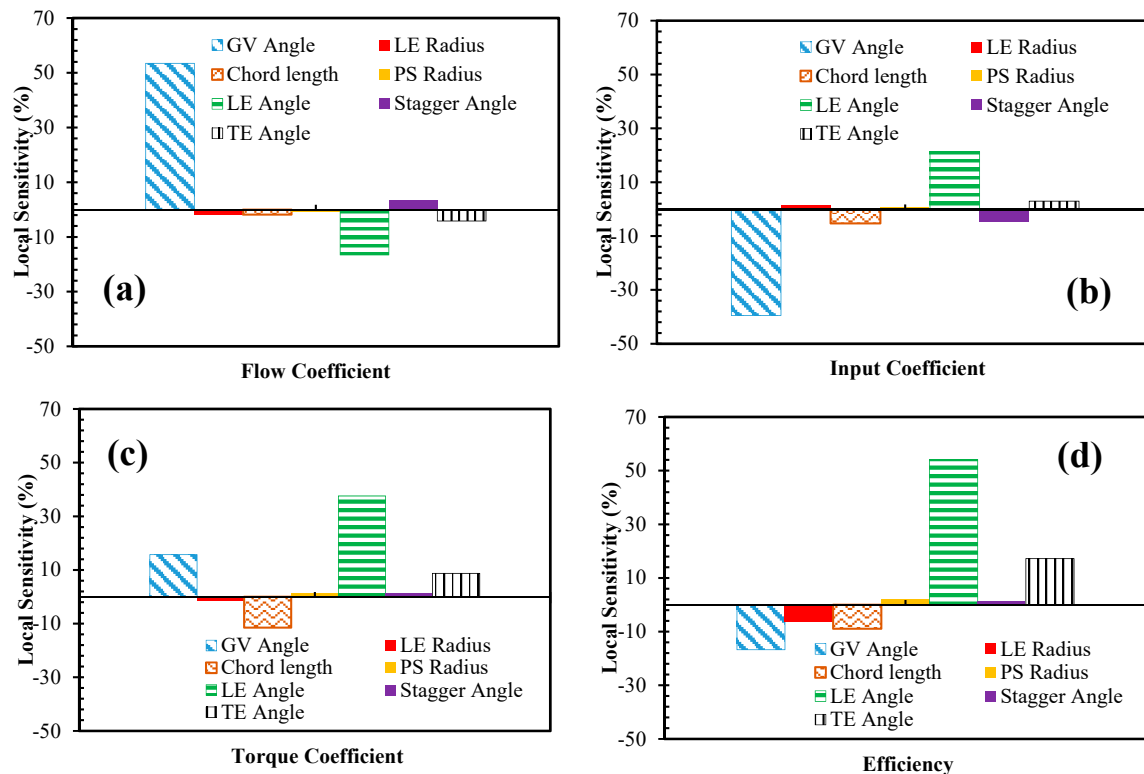 70
50
30
10
-10
-30
-50
Local Sensitivity (%)
GV Angle
LE Radius
Chord length
PS Radius
LE Angle
Stagger Angle
TE Angle
(a)
Flow Coefficient
70
50
30
10
-10
-30
-50
Local Sensitivity (%)
GV Angle
LE Radius
Chord length
PS Radius
LE Angle
Stagger Angle
TE Angle
(b)
Input Coefficient
70
50
30
10
-10
-30
-50
Local Sensitivity (%)
(c)
GV Angle
LE Radius
Chord length
PS Radius
LE Angle
Stagger Angle
TE Angle
Torque Coefficient
70
50
30
10
-10
-30
-50
Local Sensitivity (%)
(d)
GV Angle
LE Radius
Chord length
PS Radius
LE Angle
Stagger Angle
TE Angle
Efficiency